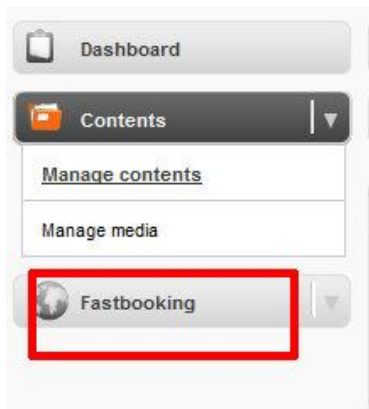 Dashboard
Contents
Manage contents
Manage media
Fastbooking